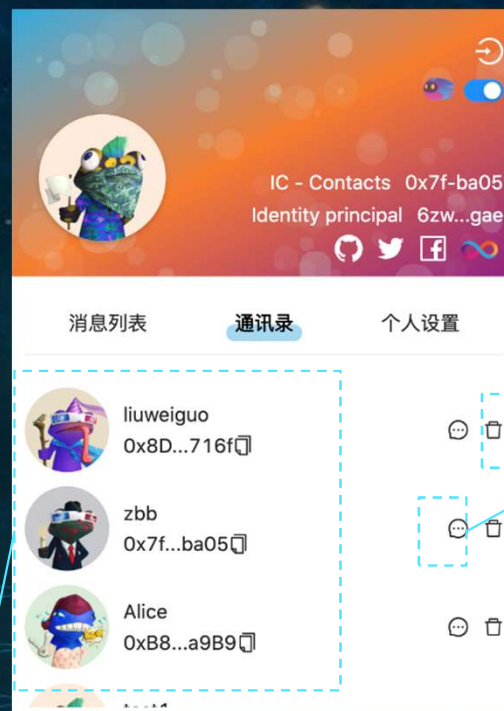 IC - Contacts 0x7f-ba05
Identity principal 6zw...gae
消息列表 通讯录 个人设置
liuweiguo
0x8D...716f
zbb
0x7f...ba05
Alice
0xB8...a9B9